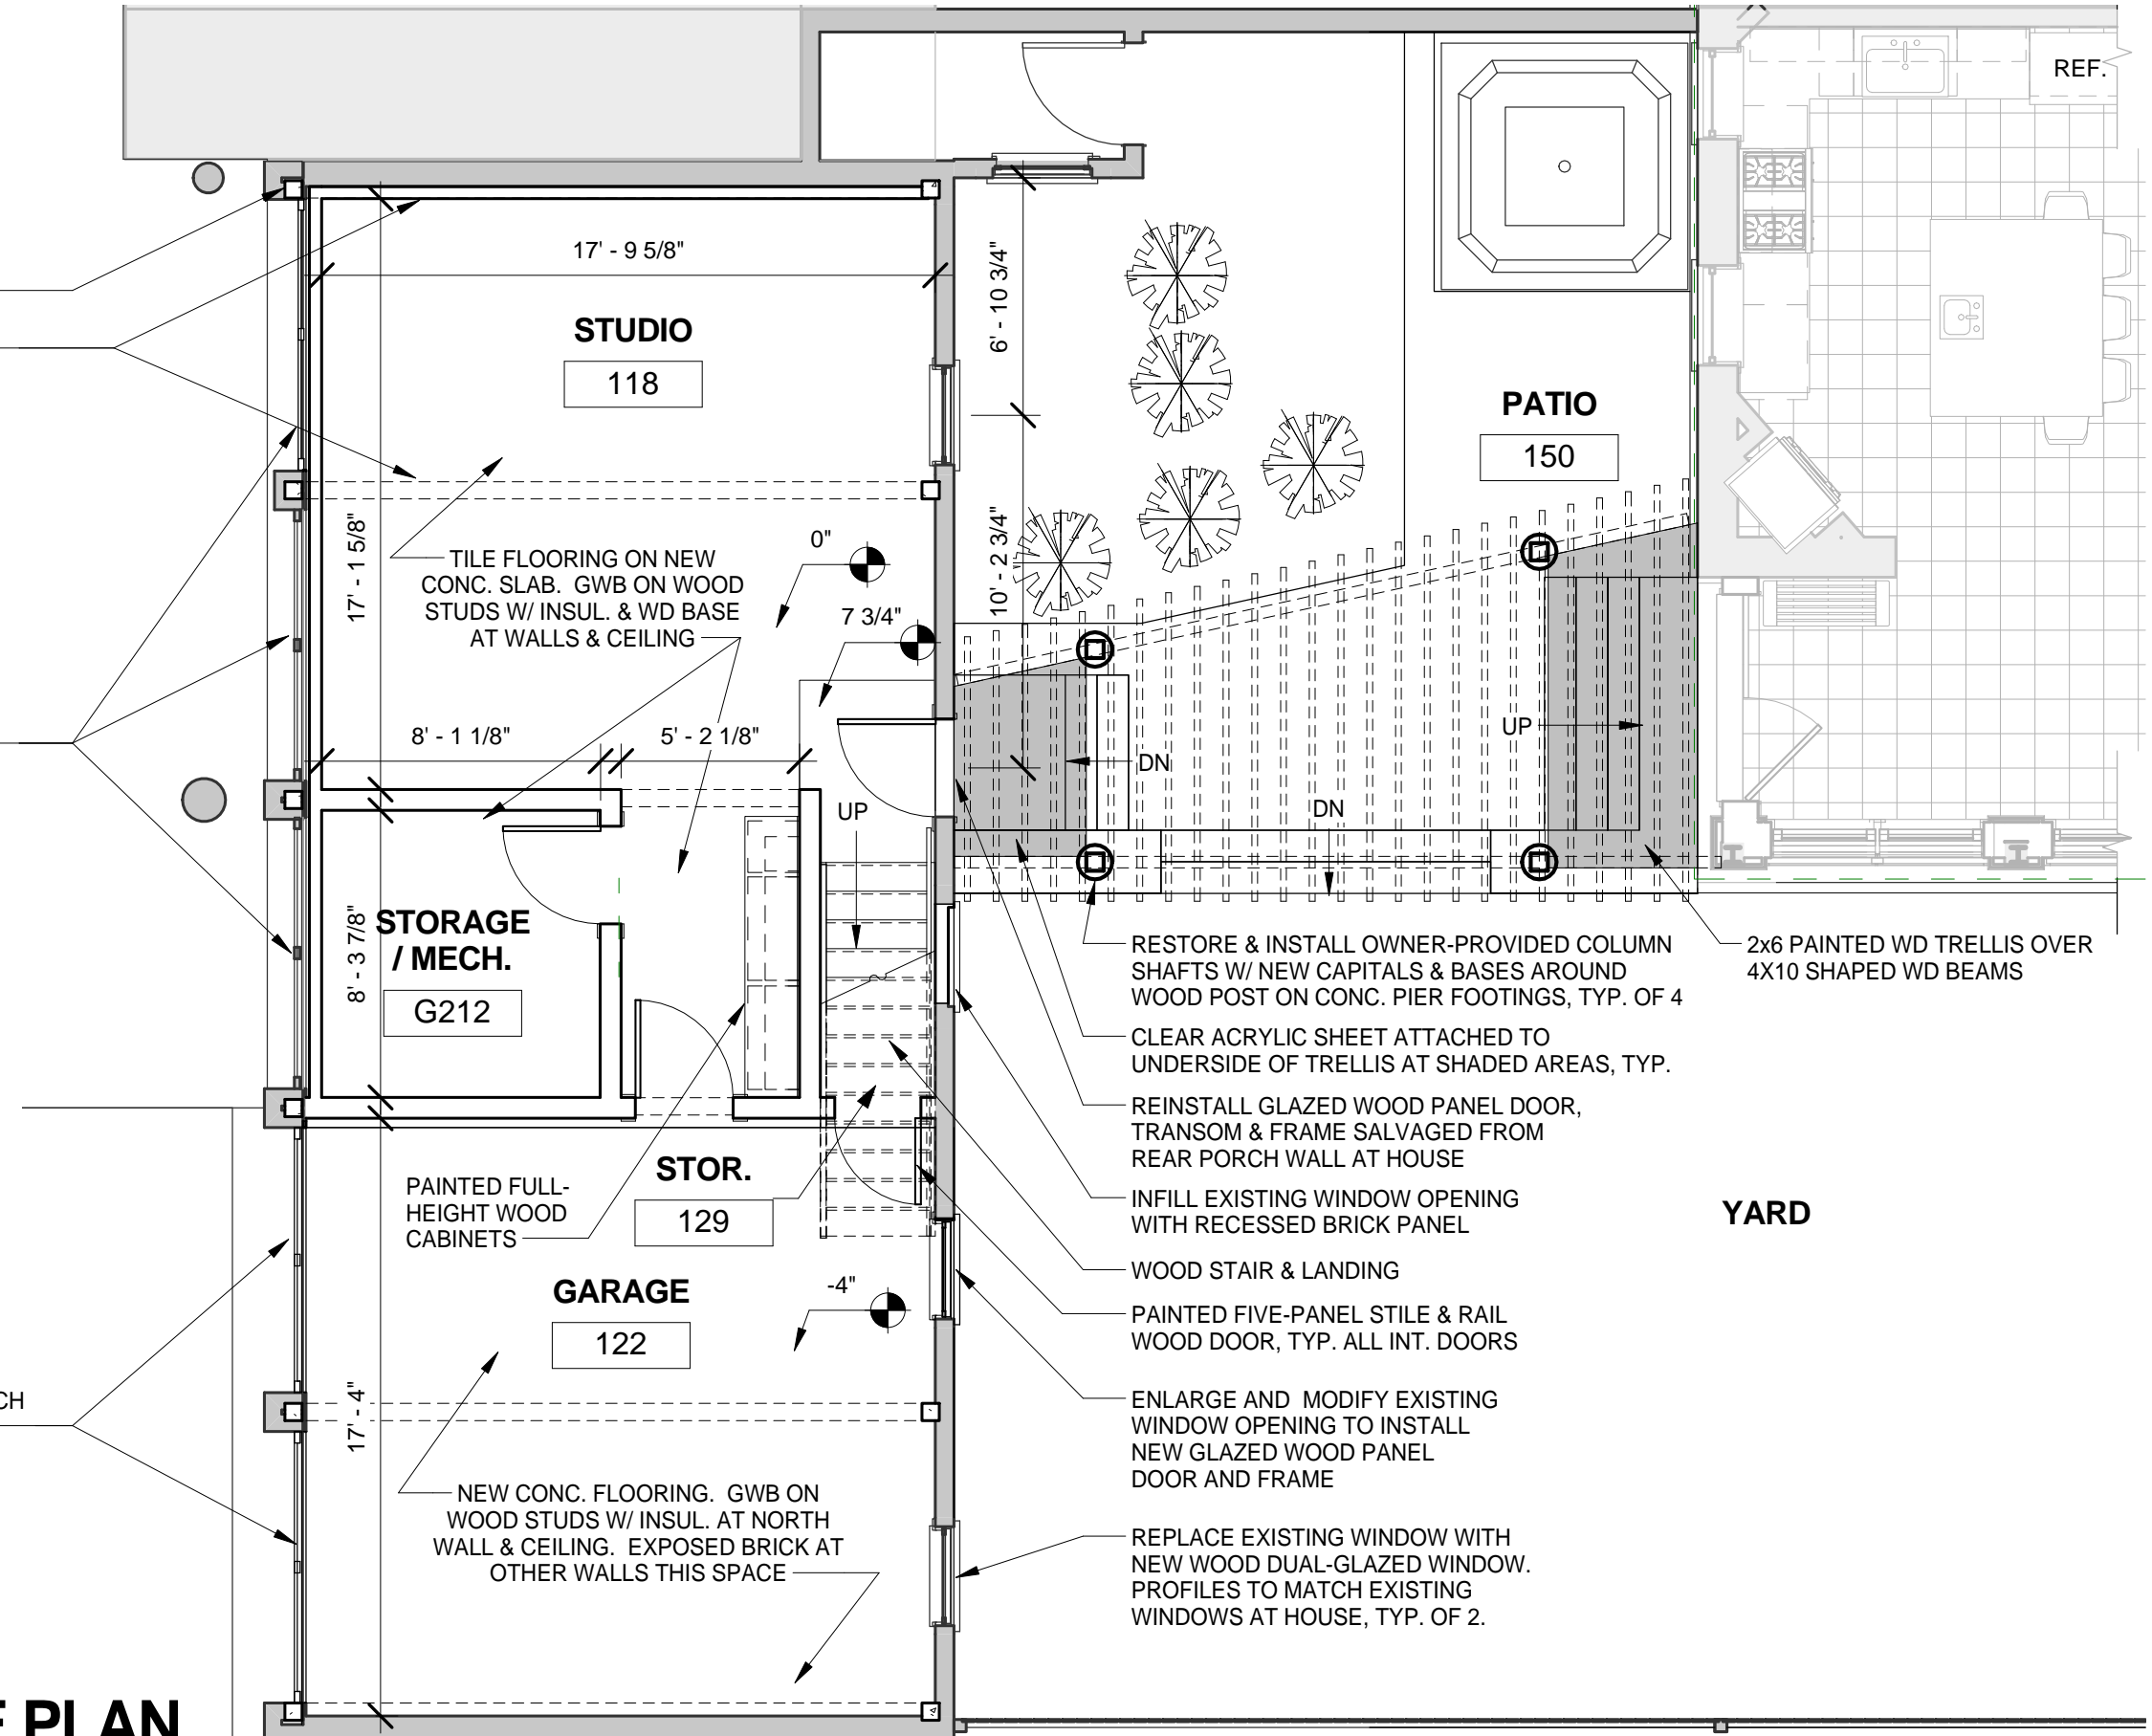 REF.
17' - 9 5/8"
STUDIO
118
6' - 10 3/4"
PATIO
150
17' - 1 5/8"
TILE FLOORING ON NEW
CONC. SLAB. GWB ON WOOD
STUDS W/ INSUL. & WD BASE
AT WALLS & CEILING
0"
7 3/4"
10' - 2 3/4"
8' - 1 1/8"
5' - 2 1/8"
UP
DN
UP
DN
STORAGE
/ MECH.
G212
8' - 3 7/8"
RESTORE & INSTALL OWNER-PROVIDED COLUMN
SHAFTS W/ NEW CAPITALS & BASES AROUND
WOOD POST ON CONC. PIER FOOTINGS, TYP. OF 4
2x6 PAINTED WD TRELLIS OVER
4X10 SHAPED WD BEAMS
CLEAR ACRYLIC SHEET ATTACHED TO
UNDERSIDE OF TRELLIS AT SHADED AREAS, TYP.
REINSTALL GLAZED WOOD PANEL DOOR,
TRANSOM & FRAME SALVAGED FROM
REAR PORCH WALL AT HOUSE
INFILL EXISTING WINDOW OPENING
WITH RECESSED BRICK PANEL
WOOD STAIR & LANDING
PAINTED FIVE-PANEL STILE & RAIL
WOOD DOOR, TYP. ALL INT. DOORS
ENLARGE AND MODIFY EXISTING
WINDOW OPENING TO INSTALL
NEW GLAZED WOOD PANEL
DOOR AND FRAME
REPLACE EXISTING WINDOW WITH
NEW WOOD DUAL-GLAZED WINDOW.
PROFILES TO MATCH EXISTING
WINDOWS AT HOUSE, TYP. OF 2.
YARD
STOR.
129
PAINTED FULL-
HEIGHT WOOD
CABINETS
GARAGE
122
-4"
17' - 4"
CH
NEW CONC. FLOORING. GWB ON
WOOD STUDS W/ INSUL. AT NORTH
WALL & CEILING. EXPOSED BRICK AT
OTHER WALLS THIS SPACE
F PLAN